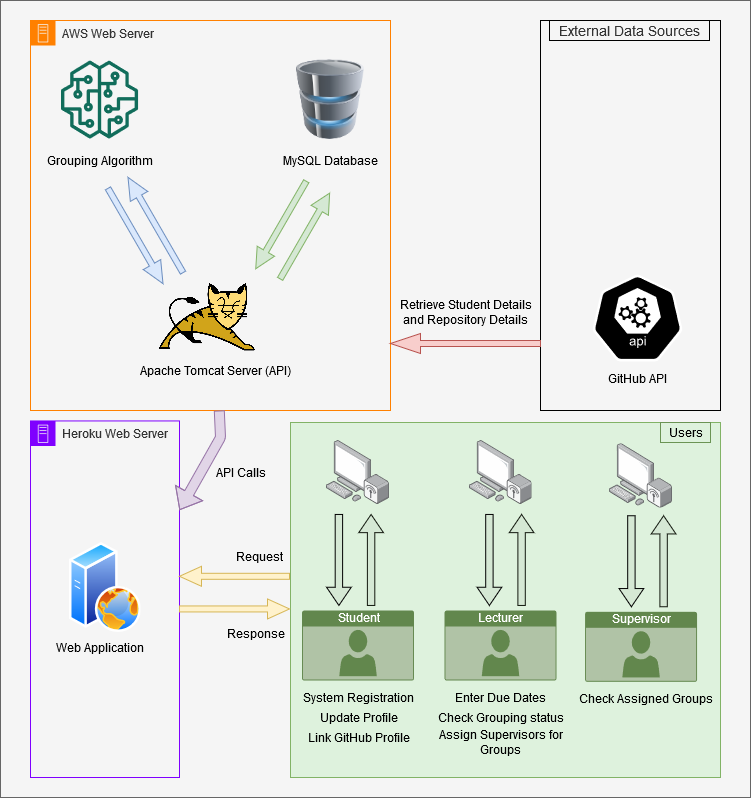 AWS Web Server
External Data Sources
Grouping Algorithm
MySQL Database
Retrieve Student Details
and Repository Details
api
GitHub API
Apache Tomcat Server (API)
Heroku Web Server
API Calls
Users
Request
Response
Web Application
Student
System Registration
Update Profile
Link GitHub Profile
Lecturer
Enter Due Dates
Check Grouping status
Assign Supervisors for
Groups
Supervisor
Check Assigned Groups